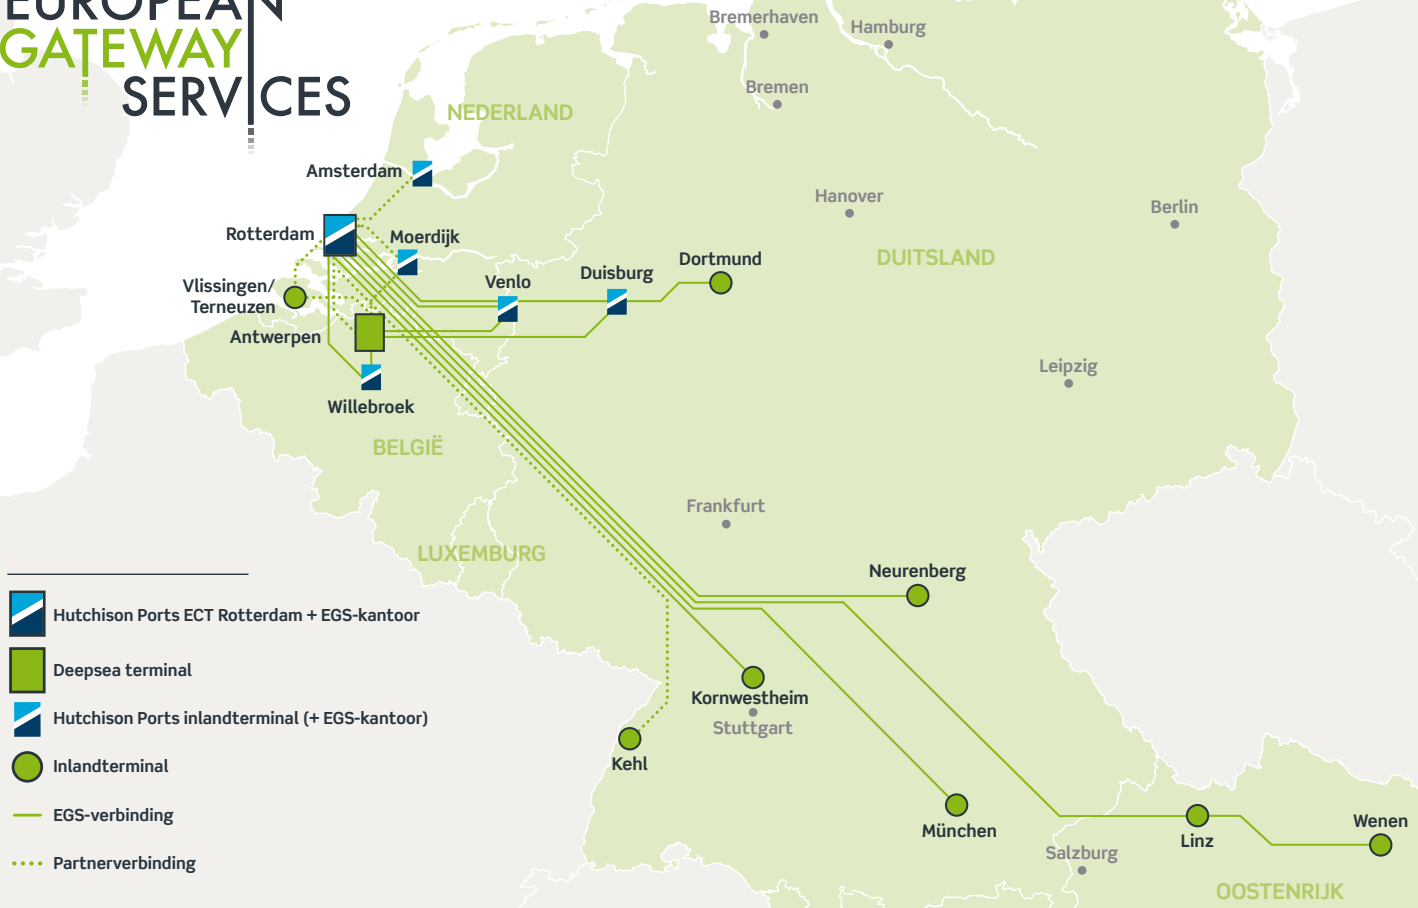 EUROPEAN
GATEWAY
SERVICES
Bremerhaven
Hamburg
Bremen
NEDERLAND
Amsterdam
Hanover
Berlin
Rotterdam
Moerdijk
DUITSLAND
Dortmund
Duisburg
Venlo
Vlissingen/
Terneuzen
Antwerpen
Leipzig
Willebroek
BELGIË
Frankfurt
LUXEMBURG
Neurenberg
Kornwestheim
Stuttgart
Kehl
München
Linz
Wenen
Salzburg
OOSTENRIJK
Hutchison Ports ECT Rotterdam + EGS-kantoor
Deepsea terminal
Hutchison Ports inlandterminal (+ EGS-kantoor)
Inlandterminal
EGS-verbinding
Partnerverbinding